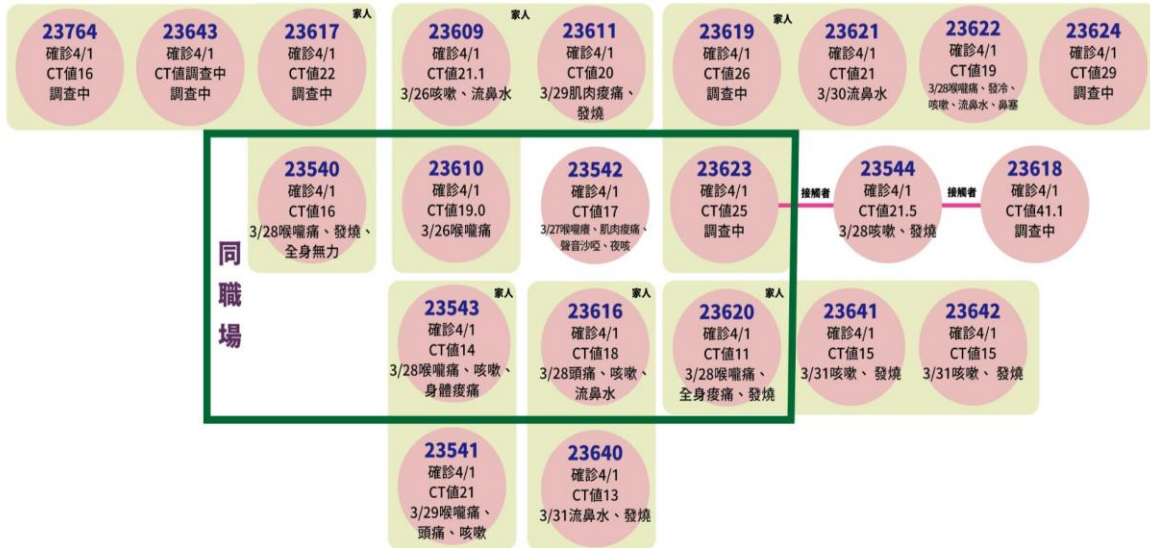 家人
23764
確診4/1
CT值16
調查中
23643
確診4/1
CT值調查中
調查中
23617
確診4/1
CT值22
調查中
家人
23609
確診4/1
CT值21.1
3/26咳嗽、流鼻水
23611
確診4/1
CT值20
3/29肌肉痠痛、
發燒
家人
23619
確診4/1
CT值26
調查中
23621
確診4/1
CT值21
3/30流鼻水
23622
確診4/1
CT值19
3/28喉嚨痛、發冷、
咳嗽、流鼻水、鼻塞
23624
確診4/1
CT值29
調查中
同職場
23540
確診4/1
CT值16
3/28喉嚨痛、發燒、
全身無力
23610
確診4/1
CT值19.0
3/26喉嚨痛
23542
確診4/1
CT值17
3/27喉嚨癢、肌肉痠痛、
聲音沙啞、夜咳
23623
確診4/1
CT值25
調查中
接觸者
23544
確診4/1
CT值21.5
3/28咳嗽、發燒
接觸者
23618
確診4/1
CT值41.1
調查中
家人
23543
確診4/1
CT值14
3/28喉嚨痛、咳嗽、
身體痠痛
家人
23616
確診4/1
CT值18
3/28頭痛、咳嗽、
流鼻水
家人
23620
確診4/1
CT值11
3/28喉嚨痛、
全身痠痛、發燒
23641
確診4/1
CT值15
3/31咳嗽、發燒
23642
確診4/1
CT值15
3/31咳嗽、發燒
23541
確診4/1
CT值21
3/29喉嚨痛、
頭痛、咳嗽
23640
確診4/1
CT值13
3/31流鼻水、發燒